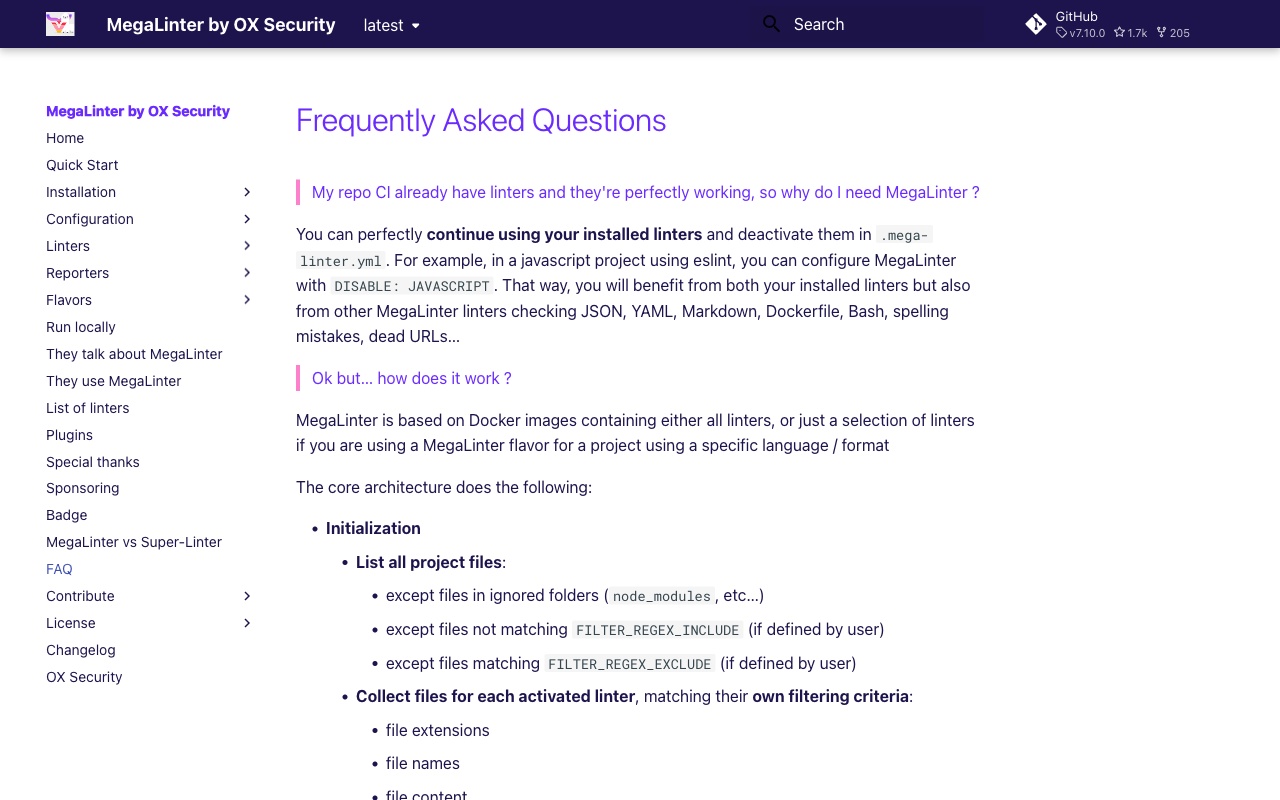 MegaLinter by OX Security
latest
Search
GitHub
v7.10.0 1.7k 205
MegaLinter by OX Security
Home
Quick Start
Installation
Configuration
Linters
Reporters
Flavors
Run locally
They talk about MegaLinter
They use MegaLinter
List of linters
Plugins
Special thanks
Sponsoring
Badge
MegaLinter vs Super-Linter
FAQ
Contribute
License
Changelog
OX Security
Frequently Asked Questions
My repo CI already have linters and they're perfectly working, so why do I need MegaLinter ?
You can perfectly continue using your installed linters and deactivate them in .mega-
linter.yml. For example, in a javascript project using eslint, you can configure MegaLinter
with DISABLE: JAVASCRIPT. That way, you will benefit from both your installed linters but also
from other MegaLinter linters checking JSON, YAML, Markdown, Dockerfile, Bash, spelling
mistakes, dead URLs...
Ok but... how does it work ?
MegaLinter is based on Docker images containing either all linters, or just a selection of linters
if you are using a MegaLinter flavor for a project using a specific language / format
The core architecture does the following:
• Initialization
• List all project files:
• except files in ignored folders (node_modules, etc...)
• except files not matching FILTER_REGEX_INCLUDE (if defined by user)
• except files matching FILTER_REGEX_EXCLUDE (if defined by user)
• Collect files for each activated linter, matching their own filtering criteria:
• file extensions
• file names
• file content